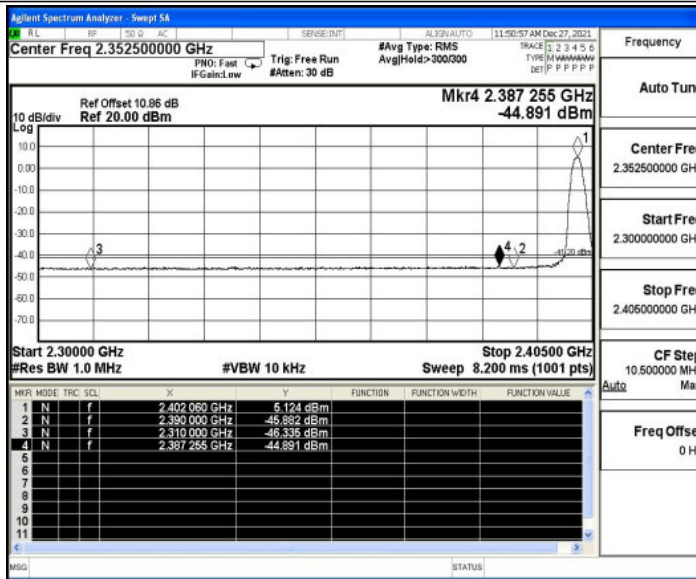 Agilent Spectrum Analyzer - Swept SA
RL RF 50 Ω AC SENSE:INT ALIGNAUTO 11:50:57 AM Dec 27, 2021
Center Freq 2.352500000 GHz #Avg Type: RMS TRACE 1 2 3 4 5 6
PNO: Fast Trig: Free Run Avg|Hold>300/300 TYPE M
IFGain:Low #Atten: 30 dB DET P P P P P P
Frequency
Auto Tun
Mkr4 2.387 255 GHz
Ref Offset 10.86 dB
-44.891 dBm
10 dB/div Ref 20.00 dBm
Log
10.0
0.00
-10.0
-20.0
-30.0
-40.0
-50.0
-60.0
-70.0
1
3
4
2
-41.20 dBm
Center Fre
2.352500000 GH
Start Fre
2.300000000 GH
Stop Fre
2.405000000 GH
Start 2.30000 GHz Stop 2.40500 GHz
#Res BW 1.0 MHz #VBW 10 kHz Sweep 8.200 ms (1001 pts)
CF Step
10.500000 MH
Auto Ma
MKR MODE TRC SCL X Y FUNCTION FUNCTION WIDTH FUNCTION VALUE
1 N f 2.402 060 GHz 5.124 dBm
2 N f 2.390 000 GHz -45.882 dBm
3 N f 2.310 000 GHz -46.335 dBm
4 N f 2.387 255 GHz -44.891 dBm
5
6
7
8
9
10
11
Freq Offse
0 H
MSG STATUS